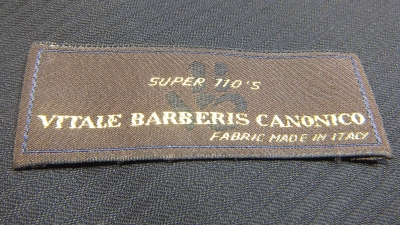 SUPER 110'S
VITALE BARBERIS CANONICO
FABRIC MADE IN ITALY